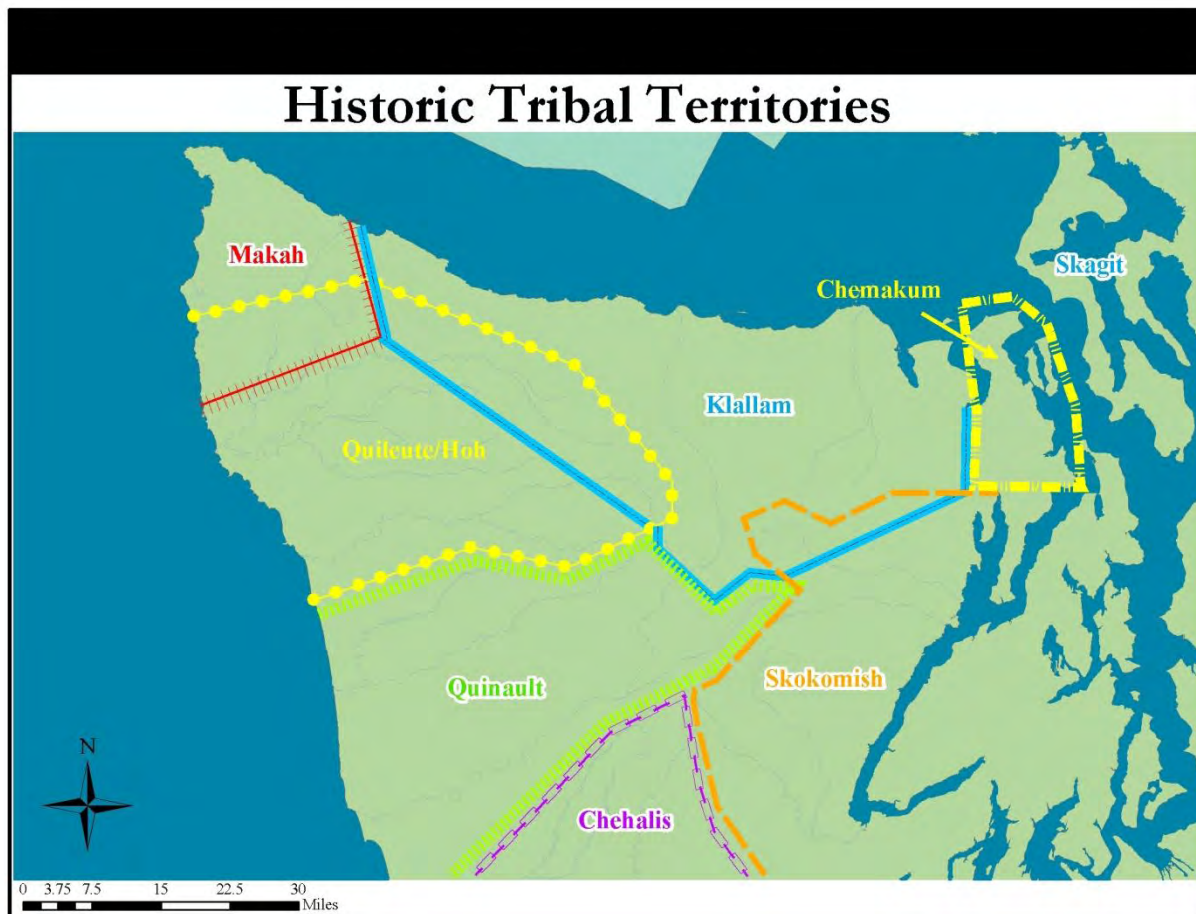 Historic Tribal Territories
Makah
Skagit
Chemakum
Klallam
Quileute/Hoh
Quinault
Skokomish
N
Chehalis
0 3.75 7.5 15 22.5 30
Miles